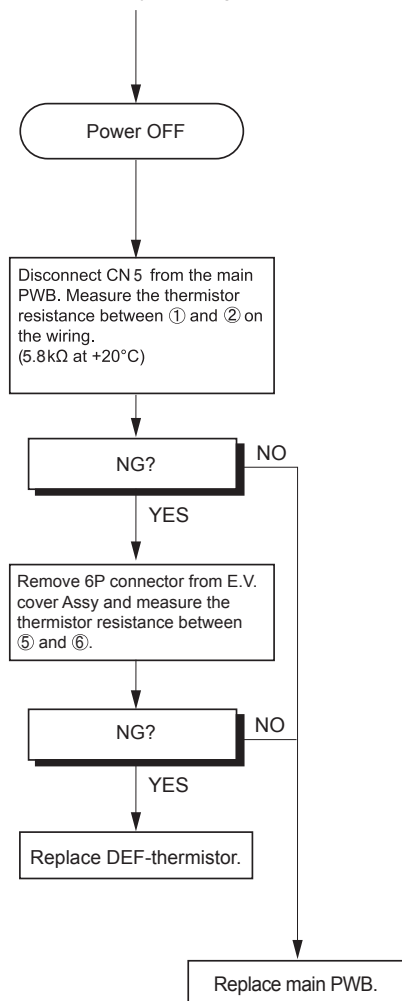 Power OFF
Disconnect CN5 from the main
PWB. Measure the thermistor
resistance between ① and ② on
the wiring.
(5.8kΩ at +20°C)
NG?
NO
YES
Remove 6P connector from E.V.
cover Assy and measure the
thermistor resistance between
⑤ and ⑥.
NG?
NO
YES
Replace DEF-thermistor.
Replace main PWB.